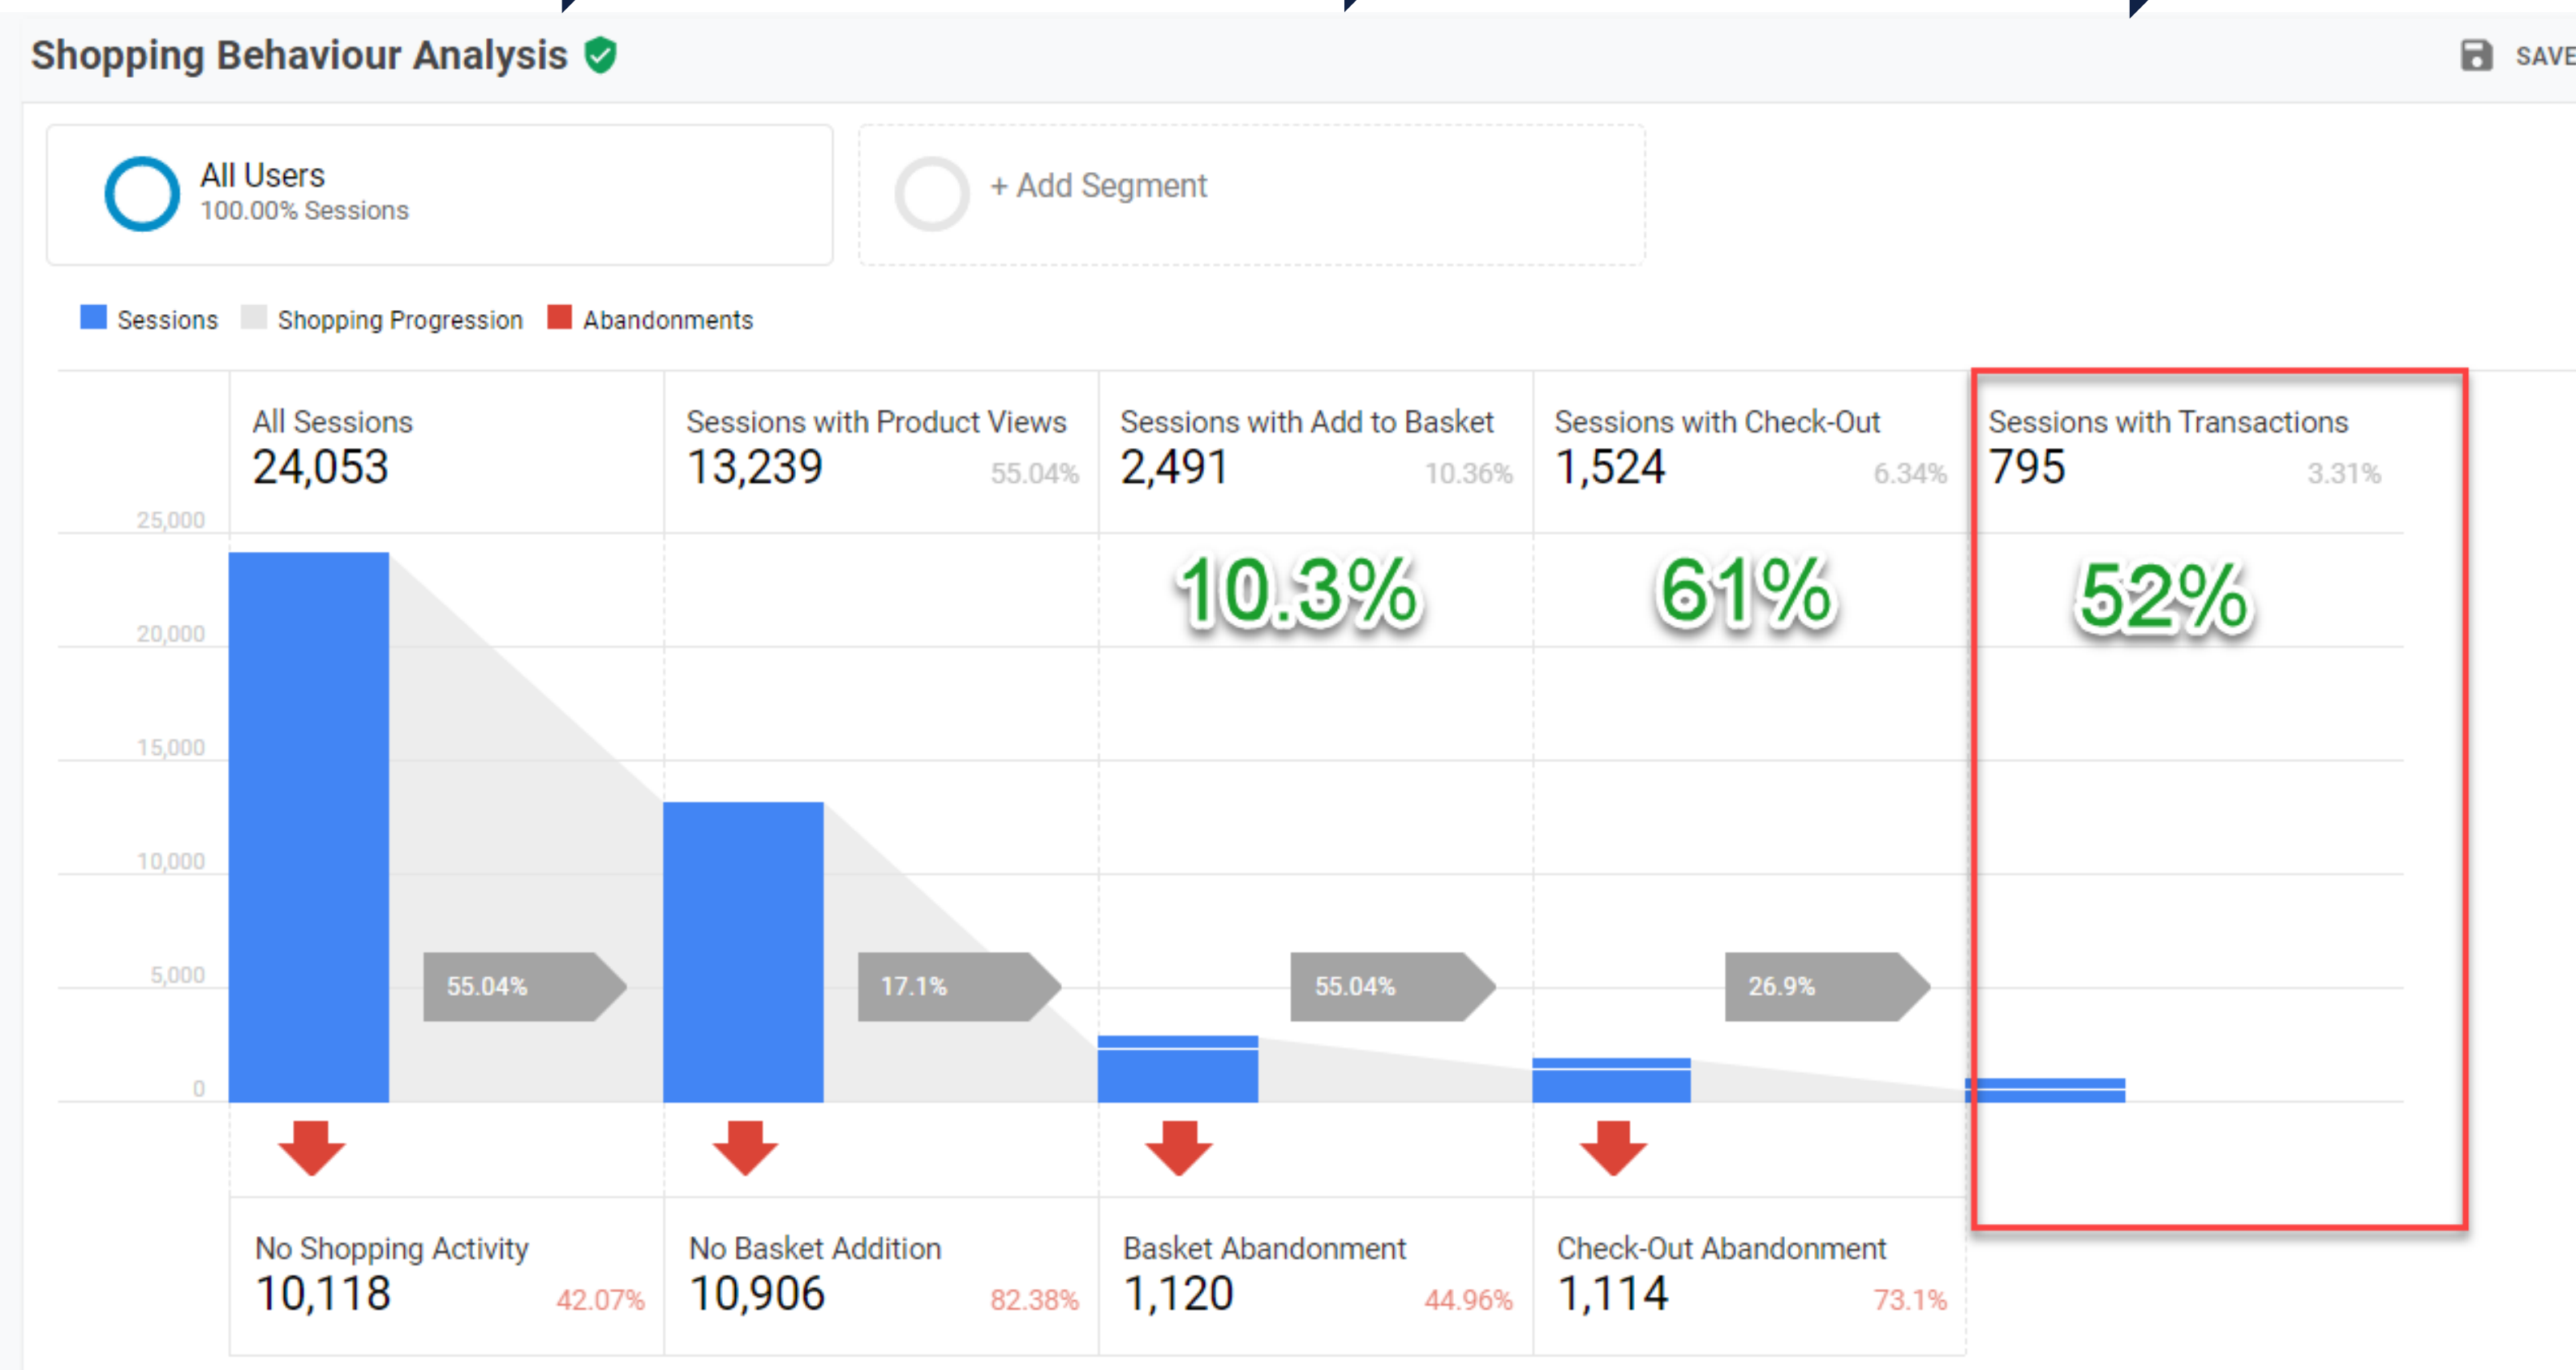 Shopping Behaviour Analysis
SAVE
All Users
100.00% Sessions
+ Add Segment
Sessions
Shopping Progression
Abandonments
All Sessions
24,053
Sessions with Product Views
13,239 55.04%
Sessions with Add to Basket
2,491 10.36%
Sessions with Check-Out
1,524 6.34%
Sessions with Transactions
795 3.31%
25,000
20,000
15,000
10,000
5,000
0
10.3%
61%
52%
55.04%
17.1%
55.04%
26.9%
No Shopping Activity
10,118 42.07%
No Basket Addition
10,906 82.38%
Basket Abandonment
1,120 44.96%
Check-Out Abandonment
1,114 73.1%